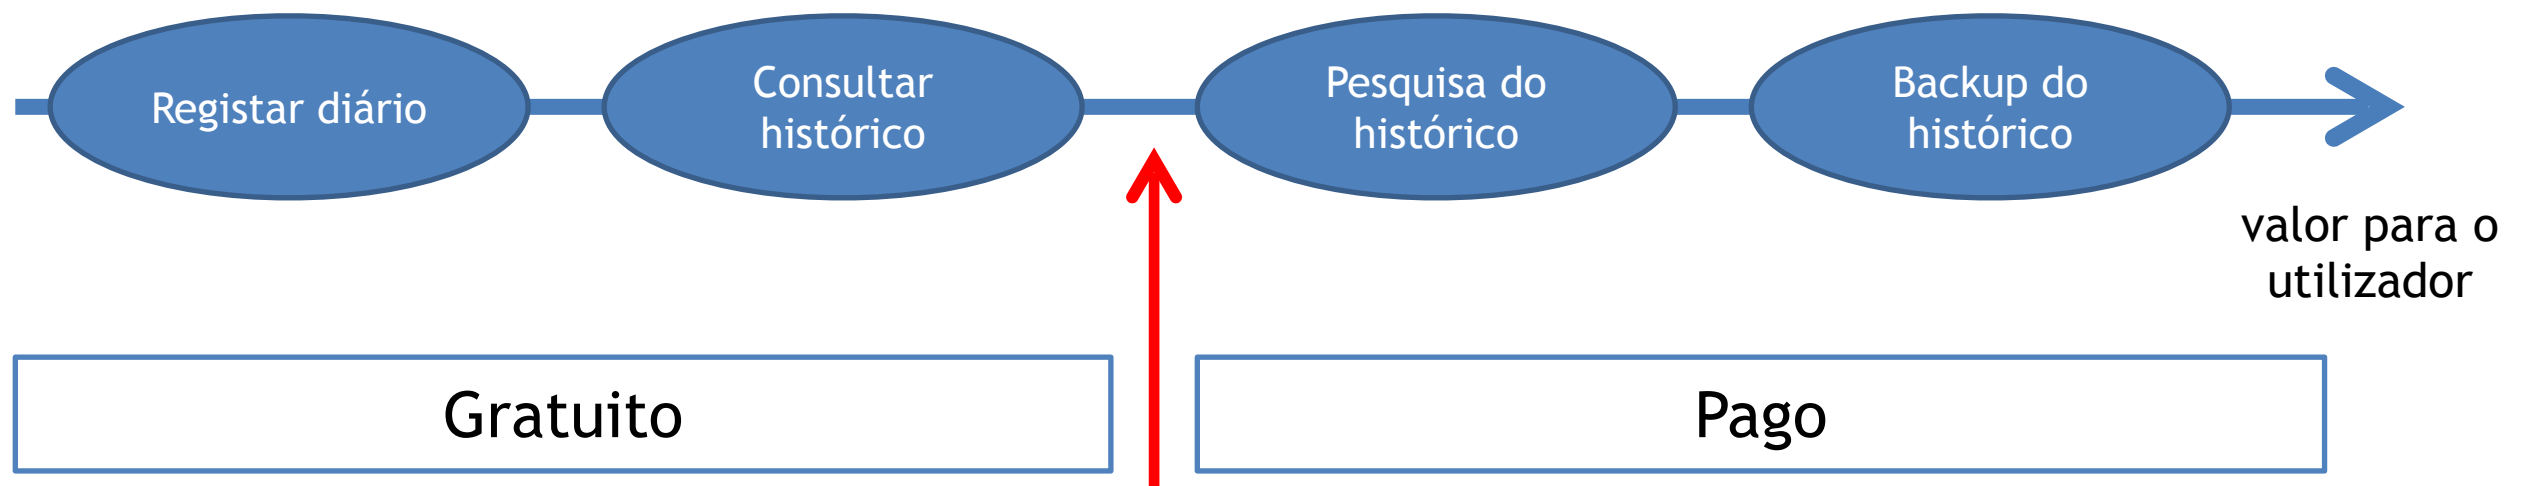 Registar diário
Consultar
histórico
Pesquisa do
histórico
Backup do
histórico
valor para o
utilizador
Gratuito
Pago